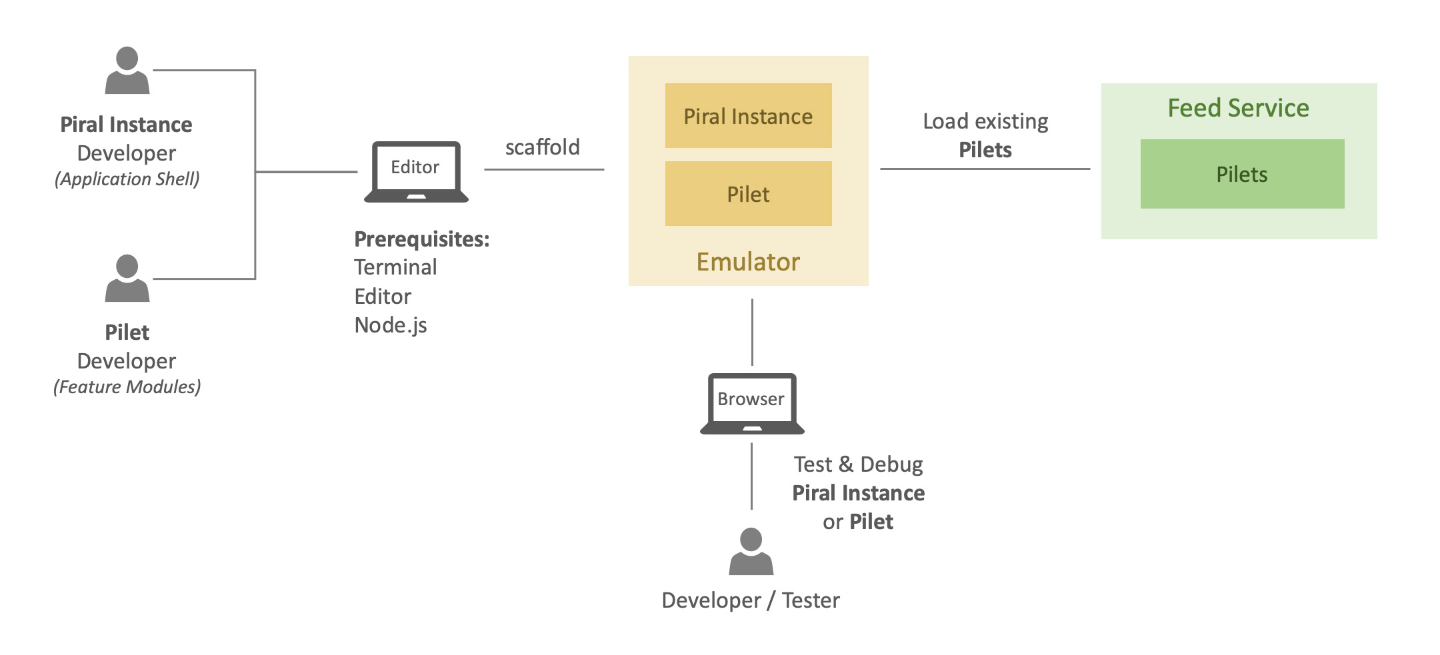 Piral Instance
Developer
(Application Shell)
Pilet
Developer
(Feature Modules)
Editor
Prerequisites:
Terminal
Editor
Node.js
scaffold
Piral Instance
Pilet
Emulator
Load existing
Pilets
Feed Service
Pilets
Browser
Test & Debug
Piral Instance
or Pilet
Developer / Tester